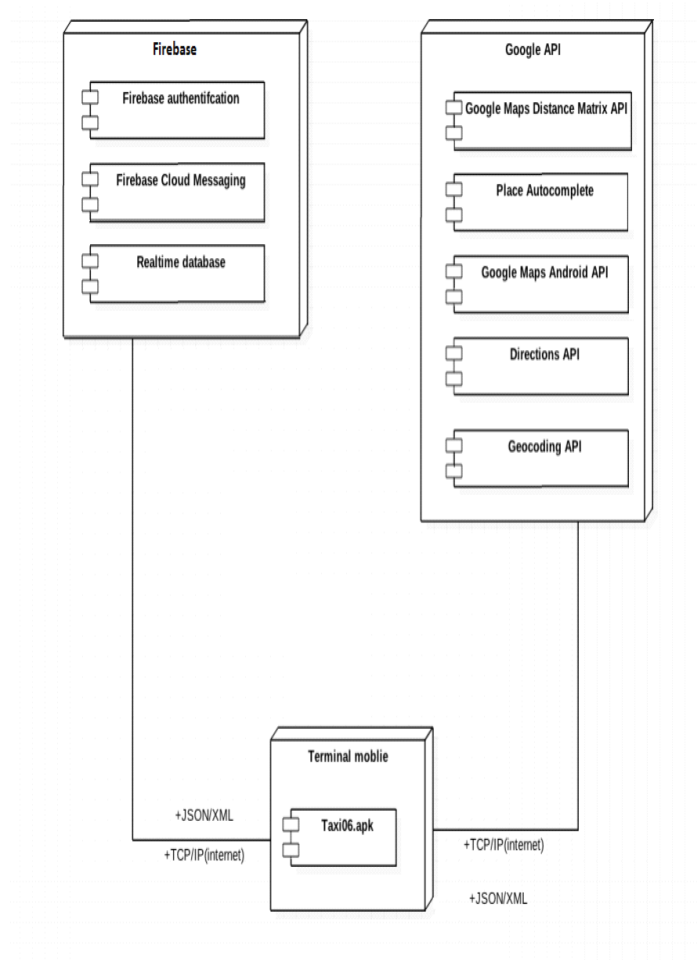 Firebase
Firebase authentifcation
Firebase Cloud Messaging
Realtime database
Google API
Google Maps Distance Matrix API
Place Autocomplete
Google Maps Android API
Directions API
Geocoding API
Terminal moblie
Taxi06.apk
+JSON/XML
+TCP/IP(internet)
+TCP/IP(internet)
+JSON/XML